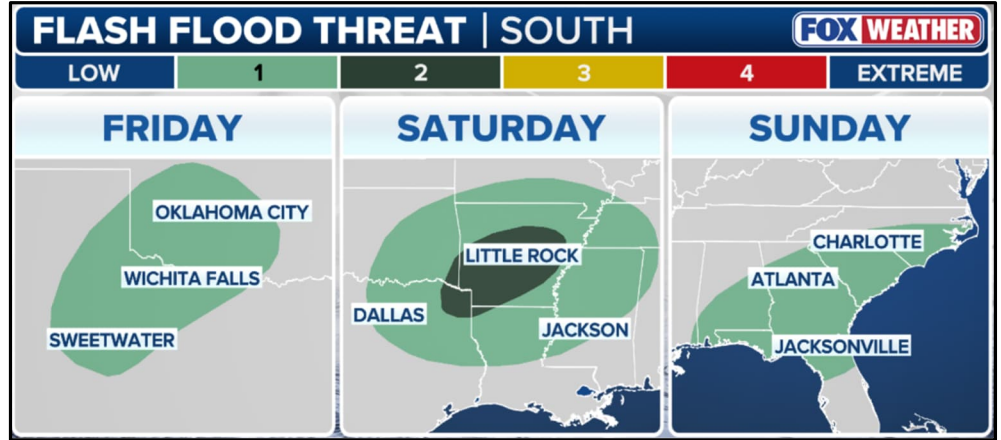 FLASH FLOOD THREAT | SOUTH
FOX WEATHER
LOW 1 2 3 4 EXTREME
FRIDAY
OKLAHOMA CITY
WICHITA FALLS
SWEETWATER
SATURDAY
LITTLE ROCK
DALLAS
JACKSON
SUNDAY
CHARLOTTE
ATLANTA
JACKSONVILLE